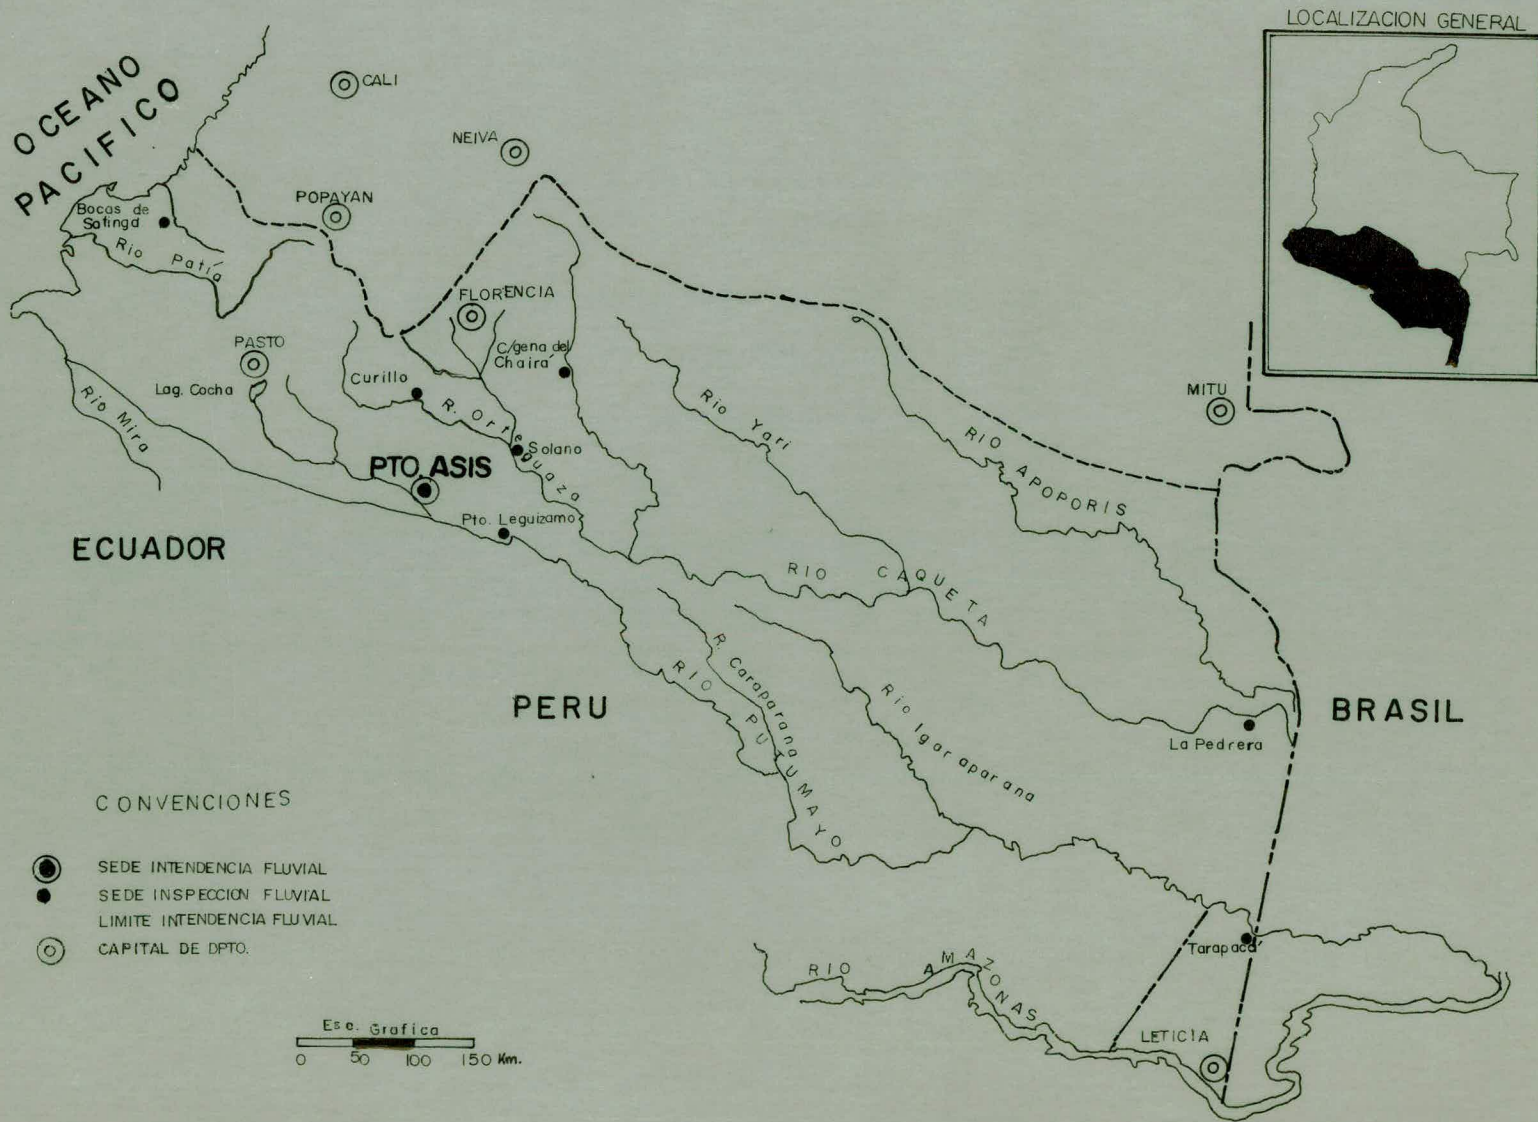 LOCALIZACION GENERAL
OCEANO
PACIFICO
CALI
NEIVA
POPAYAN
Bocas de
Satinga
Rio Patía
FLORENCIA
PASTO
C/gena del
Chairá
Lag. Cocha
Curillo
MITU
Rio Mira
R. Orteguaza
Rio Yari
RIO APOPORIS
Solano
PTO. ASIS
Pto. Leguizamo
ECUADOR
RIO CAQUETA
R. Caraparana
RIO PUTUMAYO
Rio Igaraparana
PERU
BRASIL
La Pedrera
CONVENCIONES
SEDE INTENDENCIA FLUVIAL
SEDE INSPECCION FLUVIAL
LIMITE INTENDENCIA FLUVIAL
CAPITAL DE DPTO.
Tarapacá
RIO AMAZONAS
LETICIA
Esc. Grafica
0 50 100 150 Km.